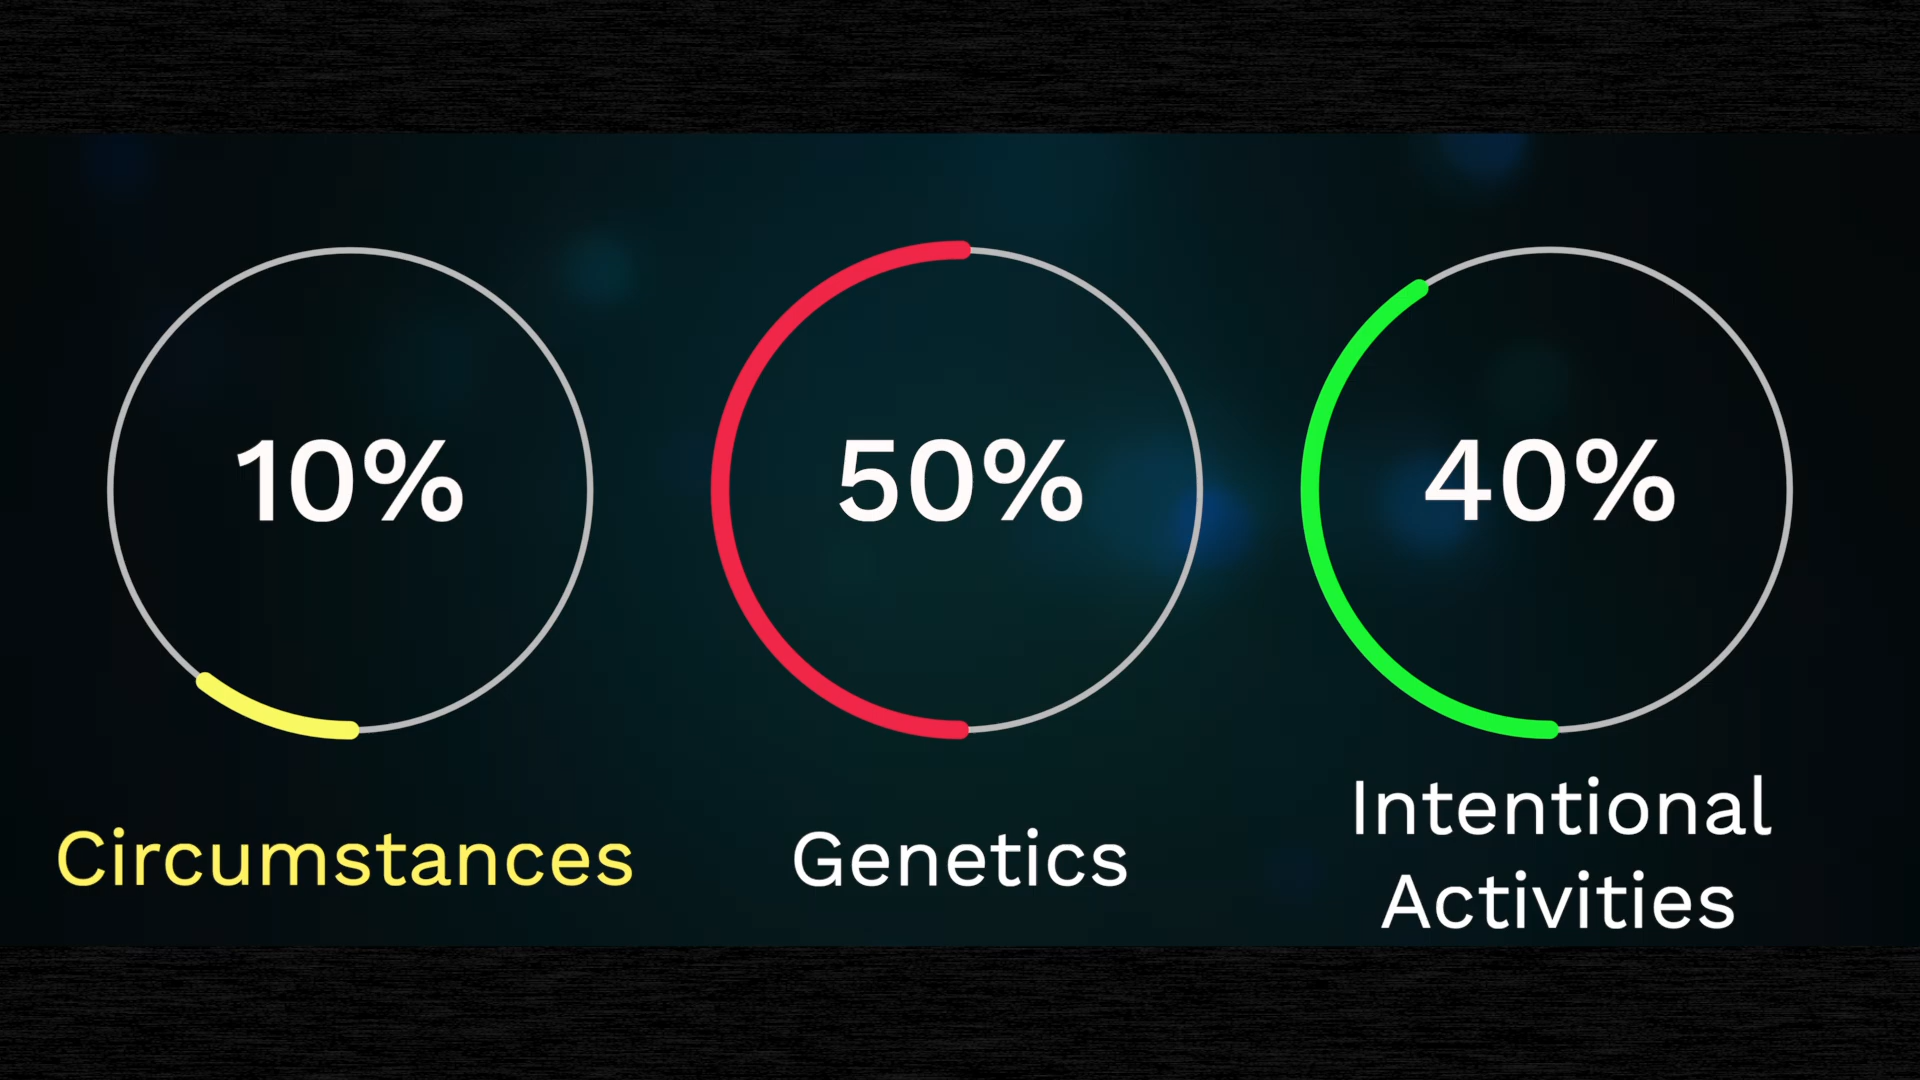 10%
50%
40%
Circumstances
Genetics
Intentional
Activities